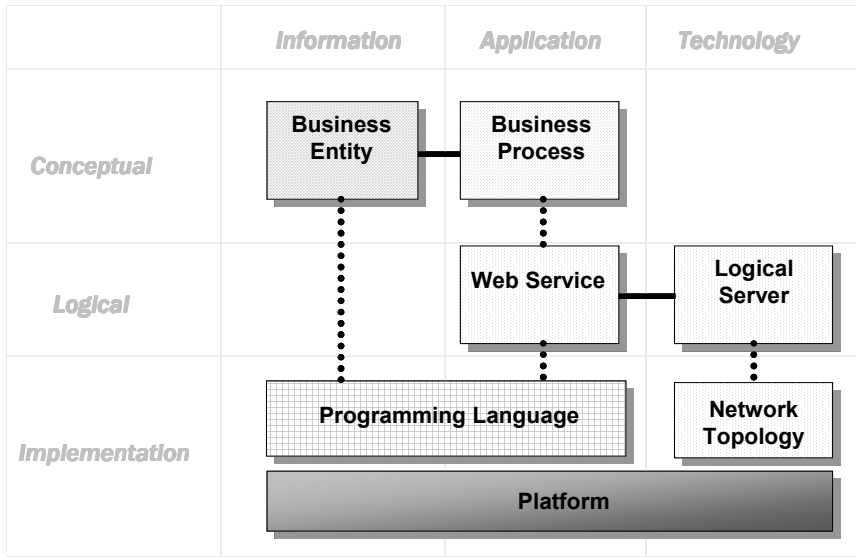 Information
Application
Technology
Conceptual
Business
Entity
Business
Process
Logical
Web Service
Logical
Server
Implementation
Programming Language
Network
Topology
Platform